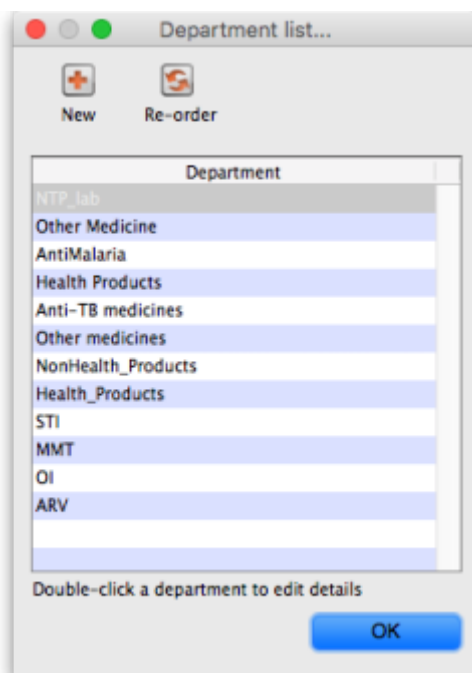 Department list...
New Re-order
Department
NTP_lab
Other Medicine
AntiMalaria
Health Products
Anti-TB medicines
Other medicines
NonHealth_Products
Health_Products
STI
MMT
OI
ARV
Double-click a department to edit details
OK